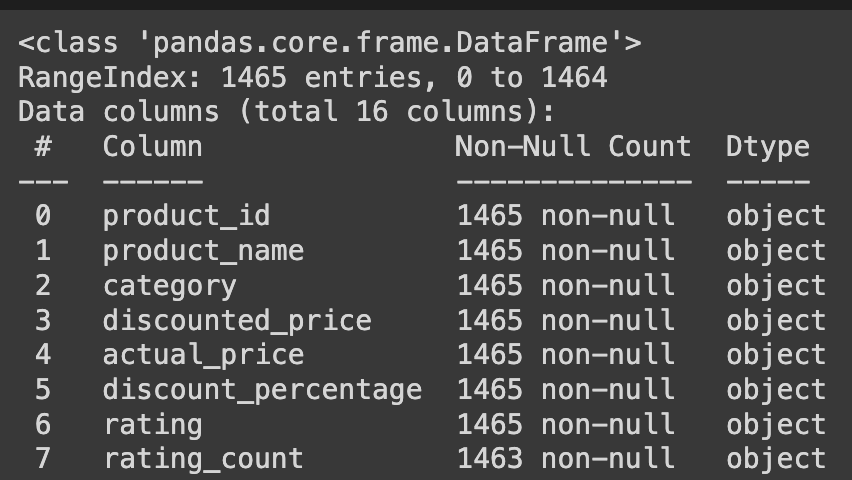 <class 'pandas.core.frame.DataFrame'>
RangeIndex: 1465 entries, 0 to 1464
Data columns (total 16 columns):
 #   Column               Non-Null Count  Dtype
---  ------               --------------  -----
 0   product_id           1465 non-null   object
 1   product_name         1465 non-null   object
 2   category             1465 non-null   object
 3   discounted_price     1465 non-null   object
 4   actual_price         1465 non-null   object
 5   discount_percentage  1465 non-null   object
 6   rating               1465 non-null   object
 7   rating_count         1463 non-null   object